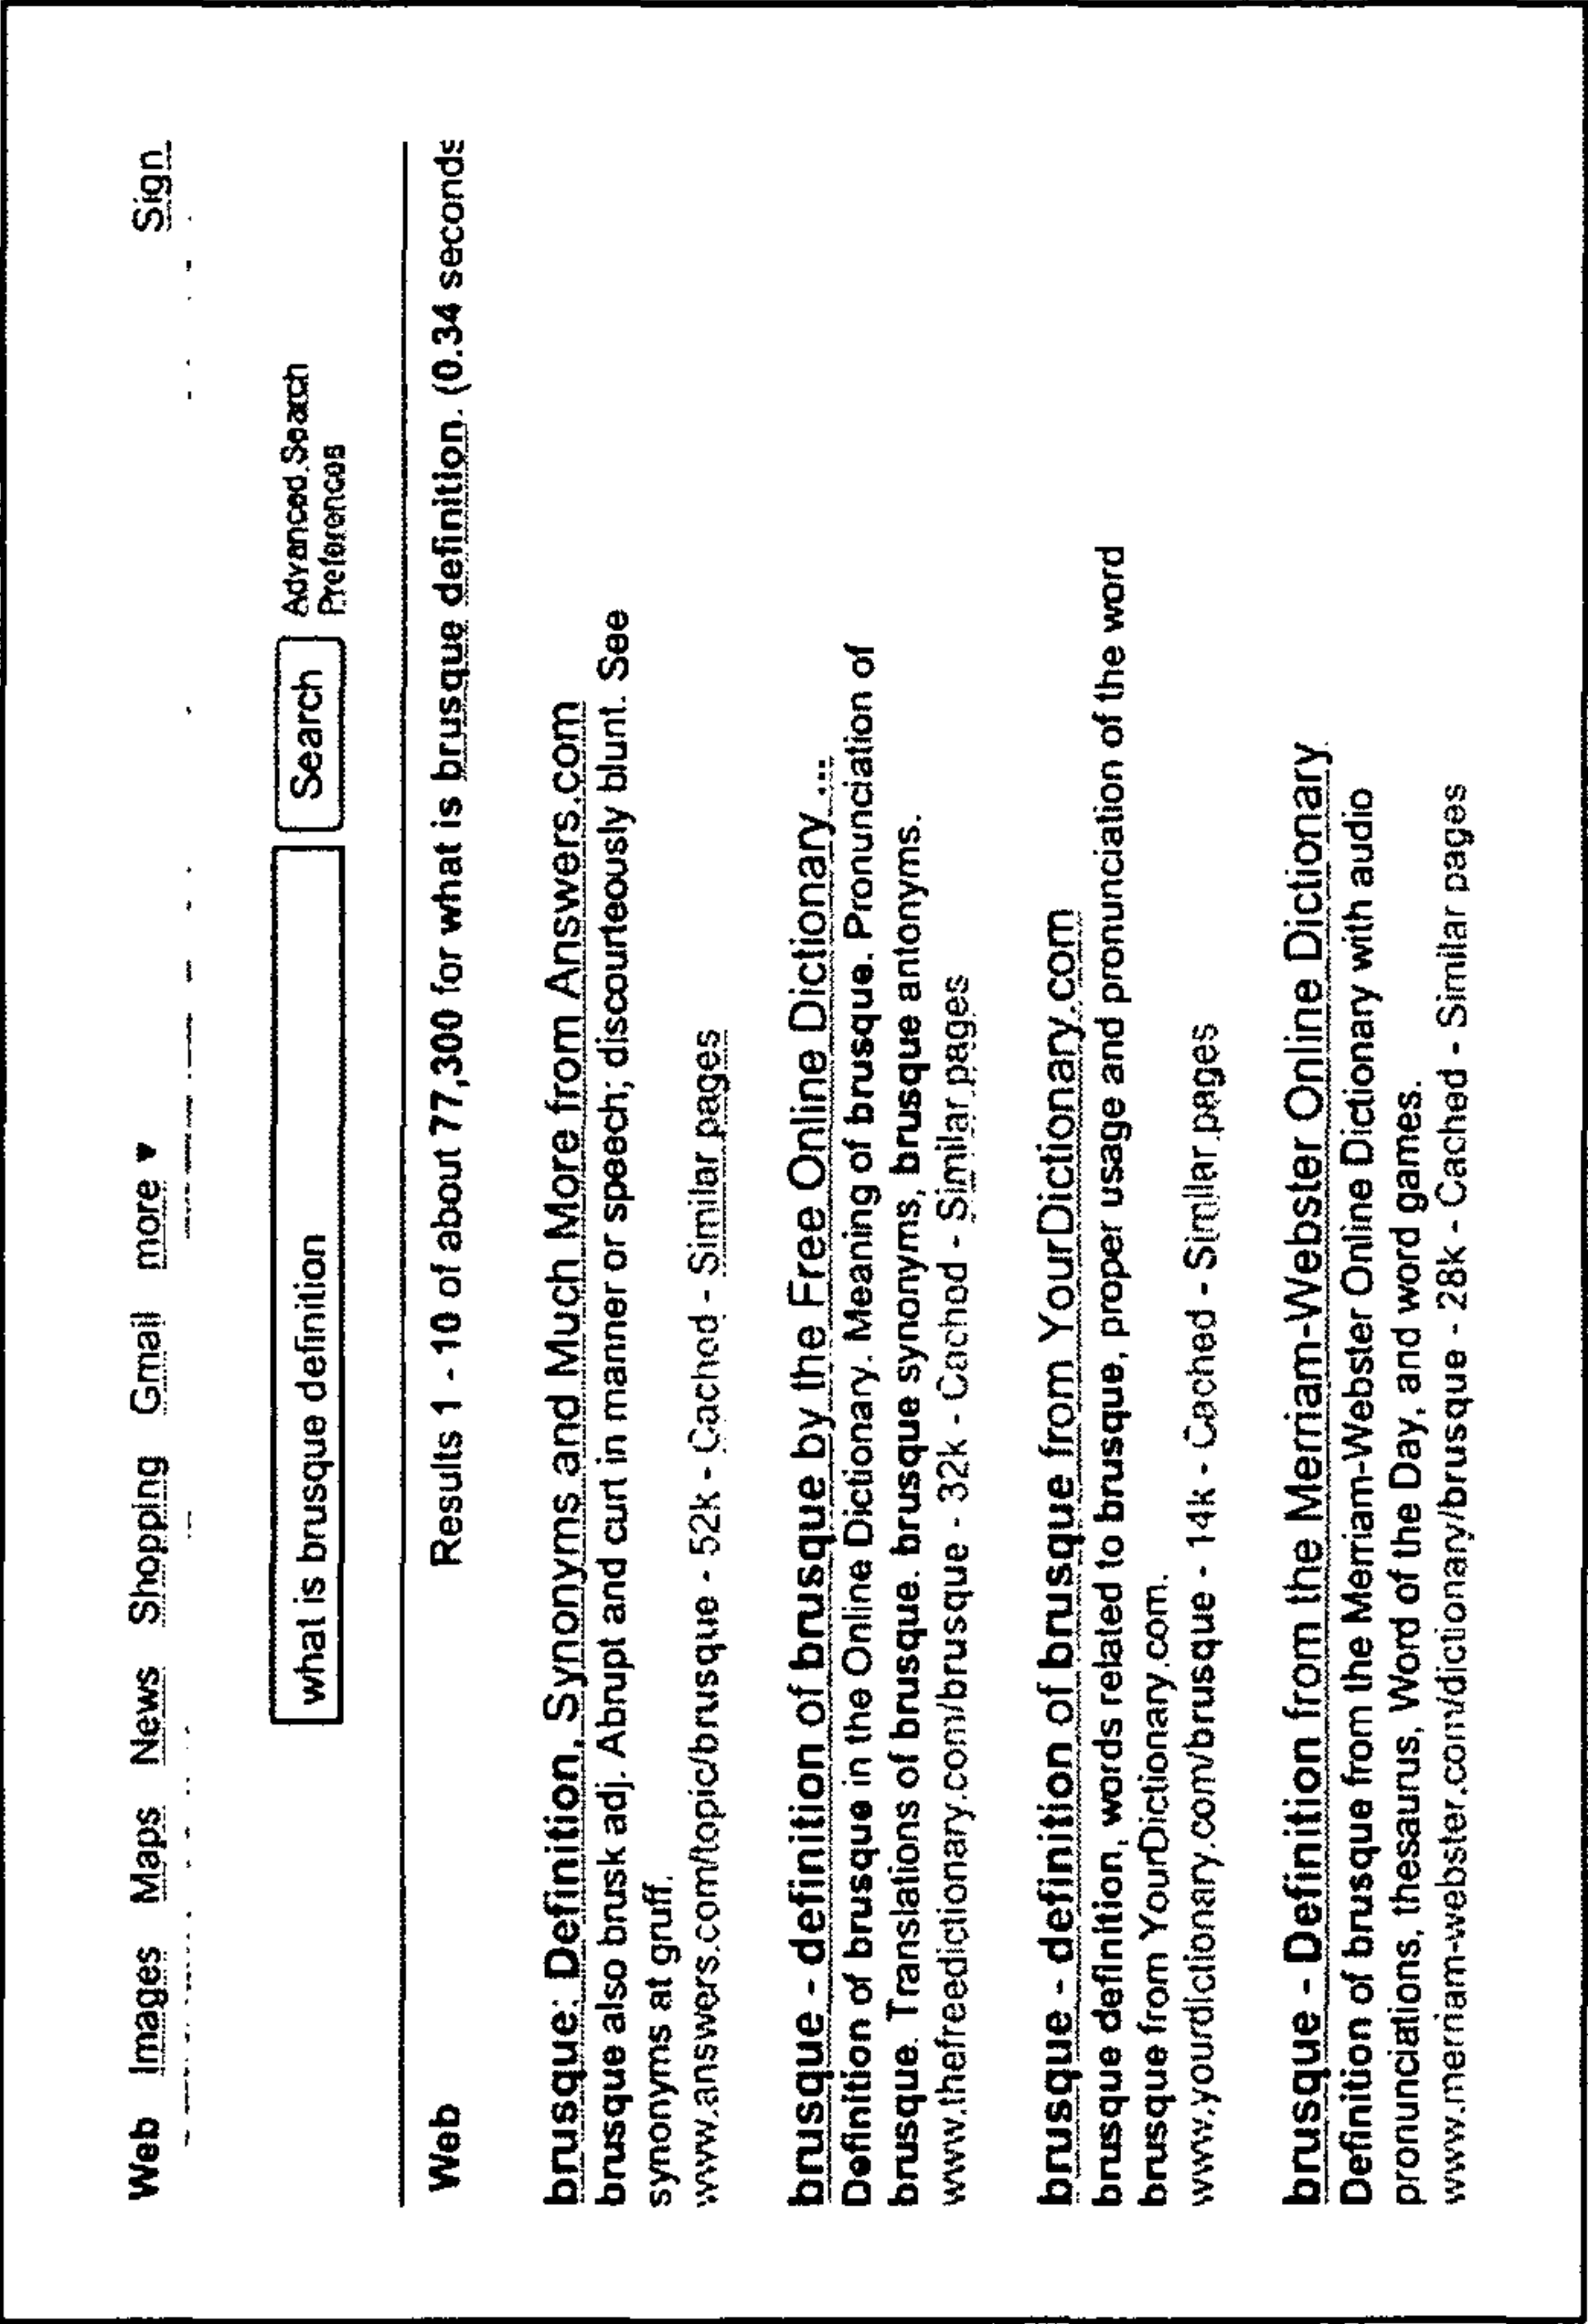 Web Images Maps News Shopping Gmail more ▼ Sign
what is brusque definition Search Advanced Search
Preferences
Web Results 1 - 10 of about 77,300 for what is brusque definition. (0.34 seconds
brusque: Definition, Synonyms and Much More from Answers.com
brusque also brusk adj. Abrupt and curt in manner or speech; discourteously blunt. See
synonyms at gruff.
www.answers.com/topic/brusque - 52k - Cached - Similar pages
brusque - definition of brusque by the Free Online Dictionary ...
Definition of brusque in the Online Dictionary. Meaning of brusque. Pronunciation of
brusque. Translations of brusque. brusque synonyms, brusque antonyms.
www.thefreedictionary.com/brusque - 32k - Cached - Similar pages
brusque - definition of brusque from YourDictionary.com
brusque definition, words related to brusque, proper usage and pronunciation of the word
brusque from YourDictionary.com.
www.yourdictionary.com/brusque - 14k - Cached - Similar pages
brusque - Definition from the Merriam-Webster Online Dictionary
Definition of brusque from the Merriam-Webster Online Dictionary with audio
pronunciations, thesaurus, Word of the Day, and word games.
www.merriam-webster.com/dictionary/brusque - 28k - Cached - Similar pages